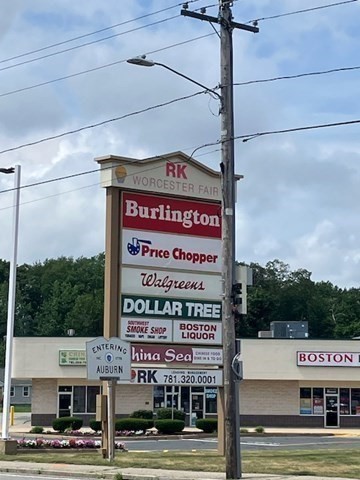 RK
WORCESTER FAIR
Burlington
Price Chopper
Walgreens
DOLLAR TREE
SMOKE SHOP
BOSTON
LIQUOR
hina Sea
RK 781.320.0001
ENTERING
AUBURN
BOSTON